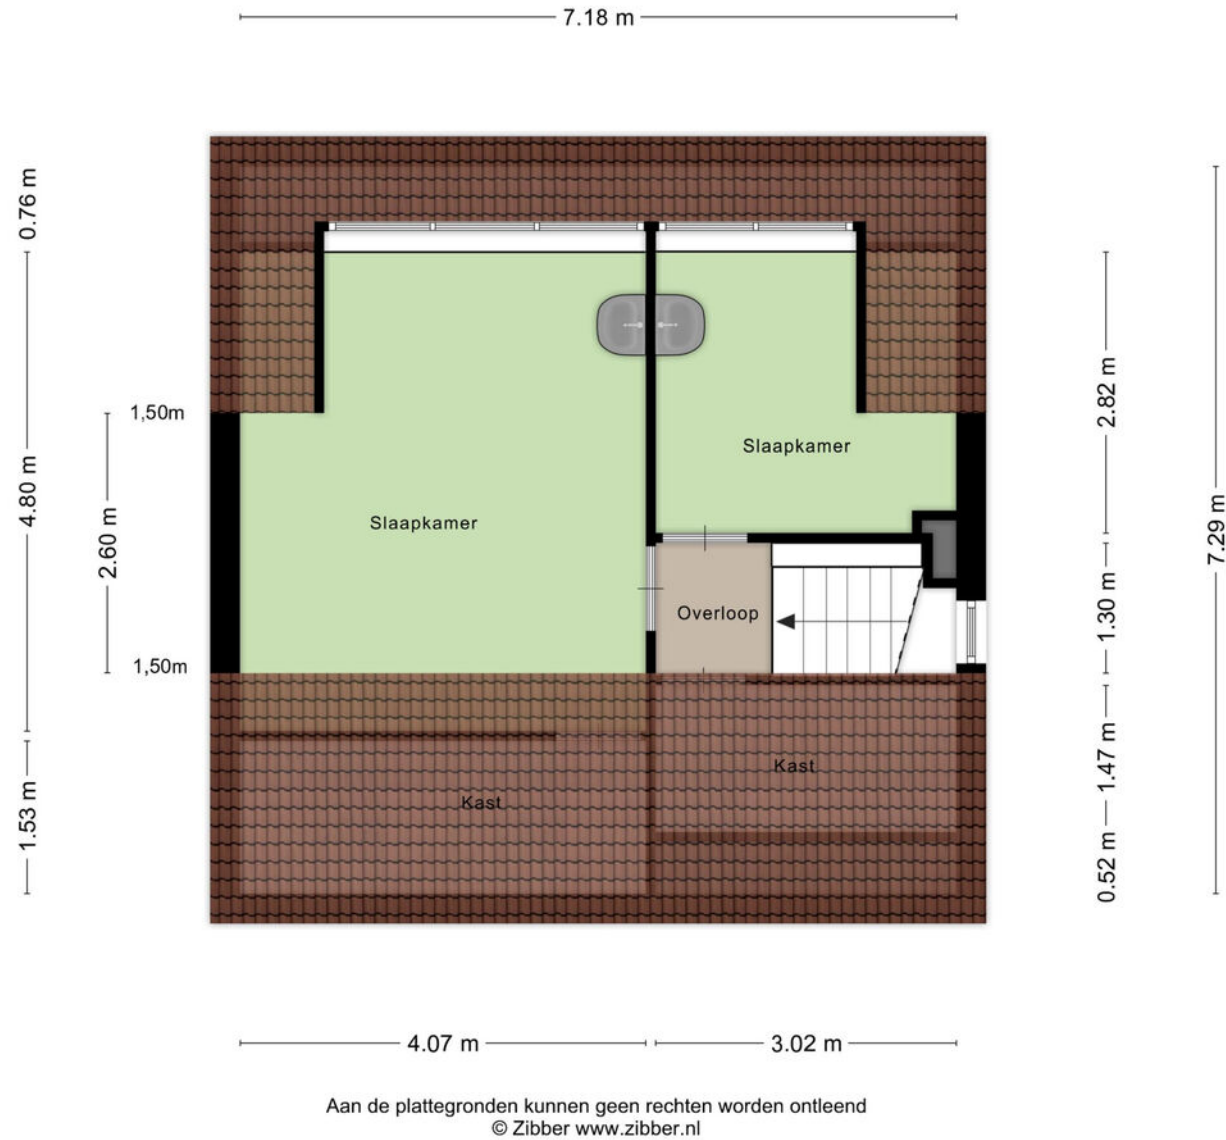 7.18 m
0.76 m
4.80 m
1.53 m
2.60 m
1,50m
1,50m
Slaapkamer
Slaapkamer
Overloop
Kast
Kast
2.82 m
1.30 m
1.47 m
0.52 m
7.29 m
4.07 m
3.02 m
Aan de plattegronden kunnen geen rechten worden ontleend
© Zibber www.zibber.nl